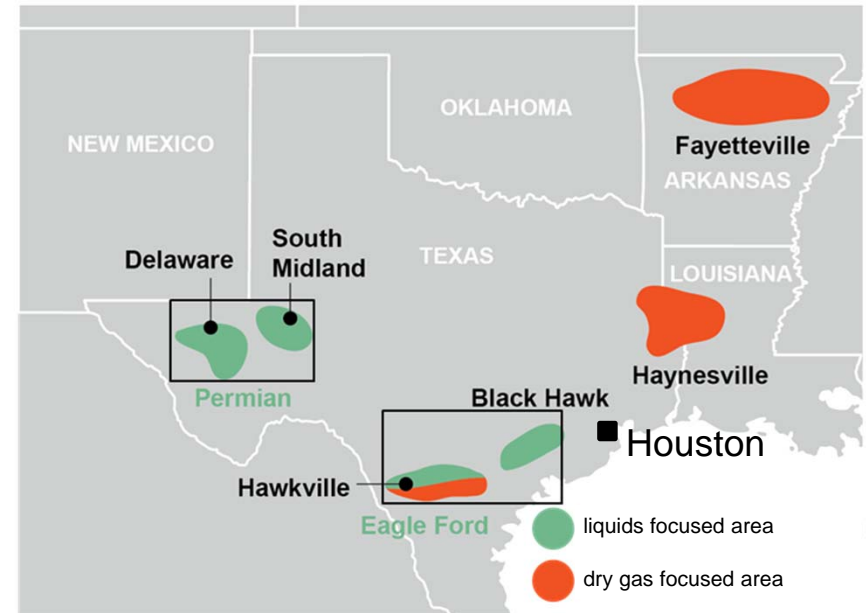 OKLAHOMA
NEW MEXICO
Fayetteville
ARKANSAS
South
Midland
Delaware
TEXAS
LOUISIANA
Haynesville
Permian
Black Hawk
Houston
Hawkville
Eagle Ford
liquids focused area
dry gas focused area